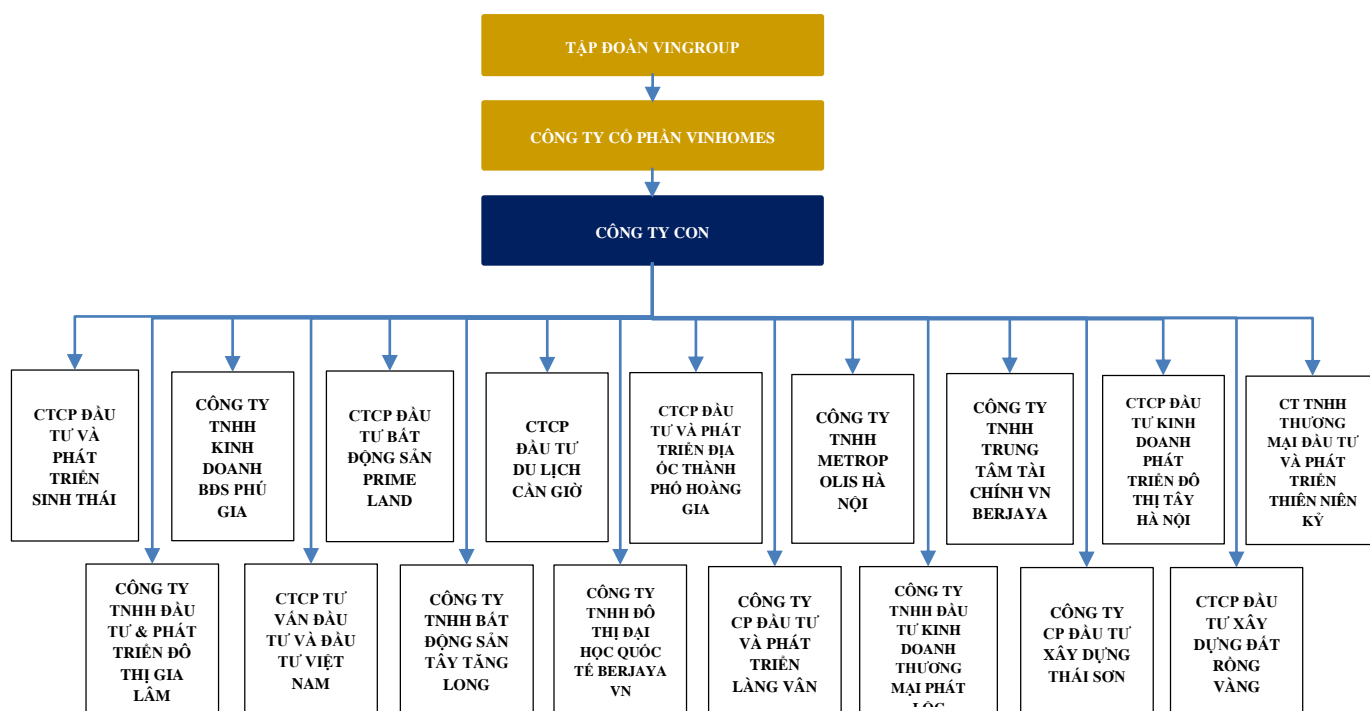 TẬP ĐOÀN VINGROUP
CÔNG TY CỔ PHẦN VINHOMES
CÔNG TY CON
CTCP ĐẦU
TƯ VÀ
PHÁT
TRIỂN
SINH THÁI
CÔNG TY
TNHH
KINH
DOANH
BĐS PHÚ
GIA
CTCP ĐẦU
TƯ BẤT
ĐỘNG SẢN
PRIME
LAND
CTCP
ĐẦU TƯ
DU LỊCH
CẦN GIỜ
CTCP ĐẦU
TƯ VÀ PHÁT
TRIỂN ĐỊA
ỐC THÀNH
PHỐ HOÀNG
GIA
CÔNG TY
TNHH
METROP
OLIS HÀ
NỘI
CÔNG TY
TNHH
TRUNG
TÂM TÀI
CHÍNH VN
BERJAYA
CTCP ĐẦU
TƯ KINH
DOANH
PHÁT
TRIỂN ĐÔ
THỊ TÂY
HÀ NỘI
CT TNHH
THƯƠNG
MẠI ĐẦU TƯ
VÀ PHÁT
TRIỂN
THIÊN NIÊN
KỶ
CÔNG TY
TNHH ĐẦU
TƯ & PHÁT
TRIỂN ĐÔ
THỊ GIA
LÂM
CTCP TƯ
VẤN ĐẦU
TƯ VÀ ĐẦU
TƯ VIỆT
NAM
CÔNG TY
TNHH BẤT
ĐỘNG SẢN
TÂY TĂNG
LONG
CÔNG TY
TNHH ĐÔ
THỊ ĐẠI
HỌC QUỐC
TẾ BERJAYA
VN
CÔNG TY
CP ĐẦU TƯ
VÀ PHÁT
TRIỂN
LÀNG VÂN
CÔNG TY
TNHH ĐẦU
TƯ KINH
DOANH
THƯƠNG
MẠI PHÁT
LỘC
CÔNG TY
CP ĐẦU TƯ
XÂY DỰNG
THÁI SƠN
CTCP ĐẦU
TƯ XÂY
DỰNG ĐẤT
RỒNG
VÀNG